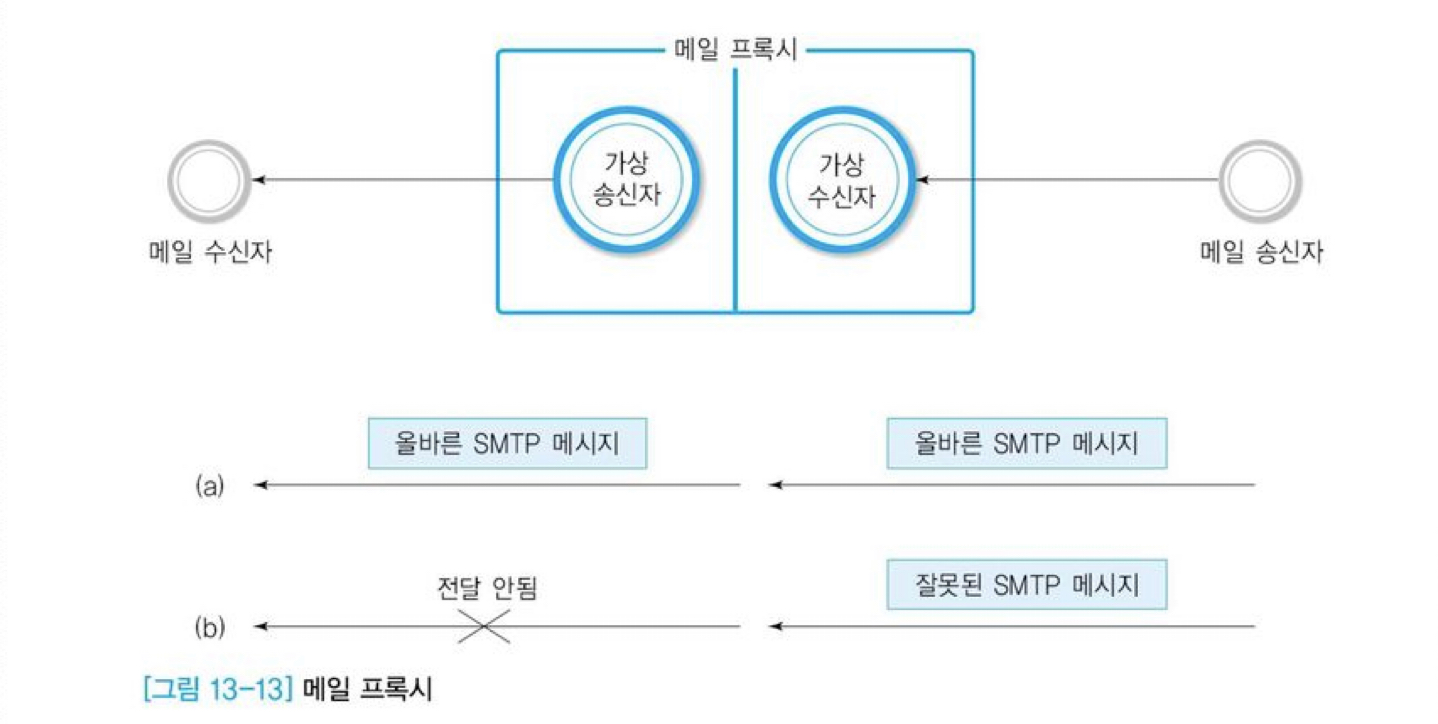 메일 프록시
가상
송신자
가상
수신자
메일 수신자
메일 송신자
올바른 SMTP 메시지
올바른 SMTP 메시지
(a)
전달 안됨
잘못된 SMTP 메시지
(b)
[그림 13-13] 메일 프록시